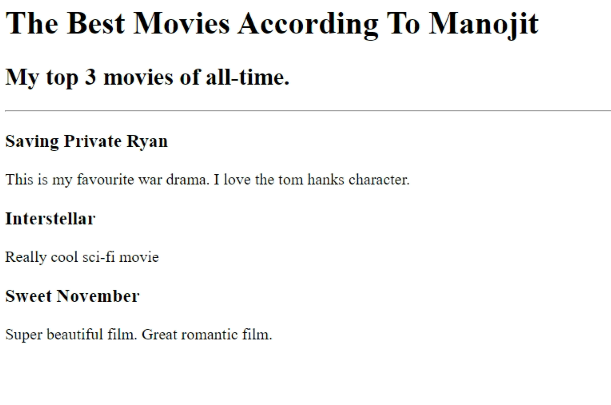 The Best Movies According To Manojit
My top 3 movies of all-time.
Saving Private Ryan
This is my favourite war drama. I love the tom hanks character.
Interstellar
Really cool sci-fi movie
Sweet November
Super beautiful film. Great romantic film.